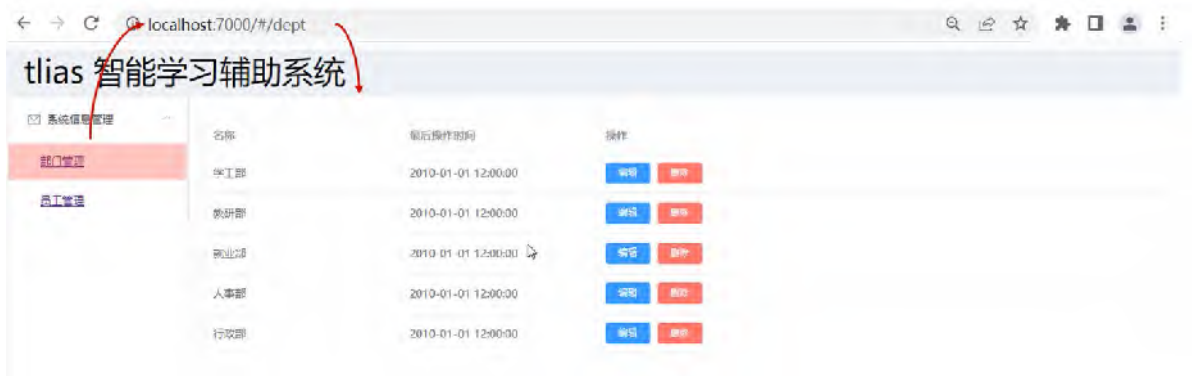 localhost:7000/#/dept
tlias 智能学习辅助系统
系统信息管理
部门管理
员工管理
名称 最后操作时间 操作
学工部 2010-01-01 12:00:00 编辑 删除
教研部 2010-01-01 12:00:00 编辑 删除
就业部 2010-01-01 12:00:00 编辑 删除
人事部 2010-01-01 12:00:00 编辑 删除
行政部 2010-01-01 12:00:00 编辑 删除